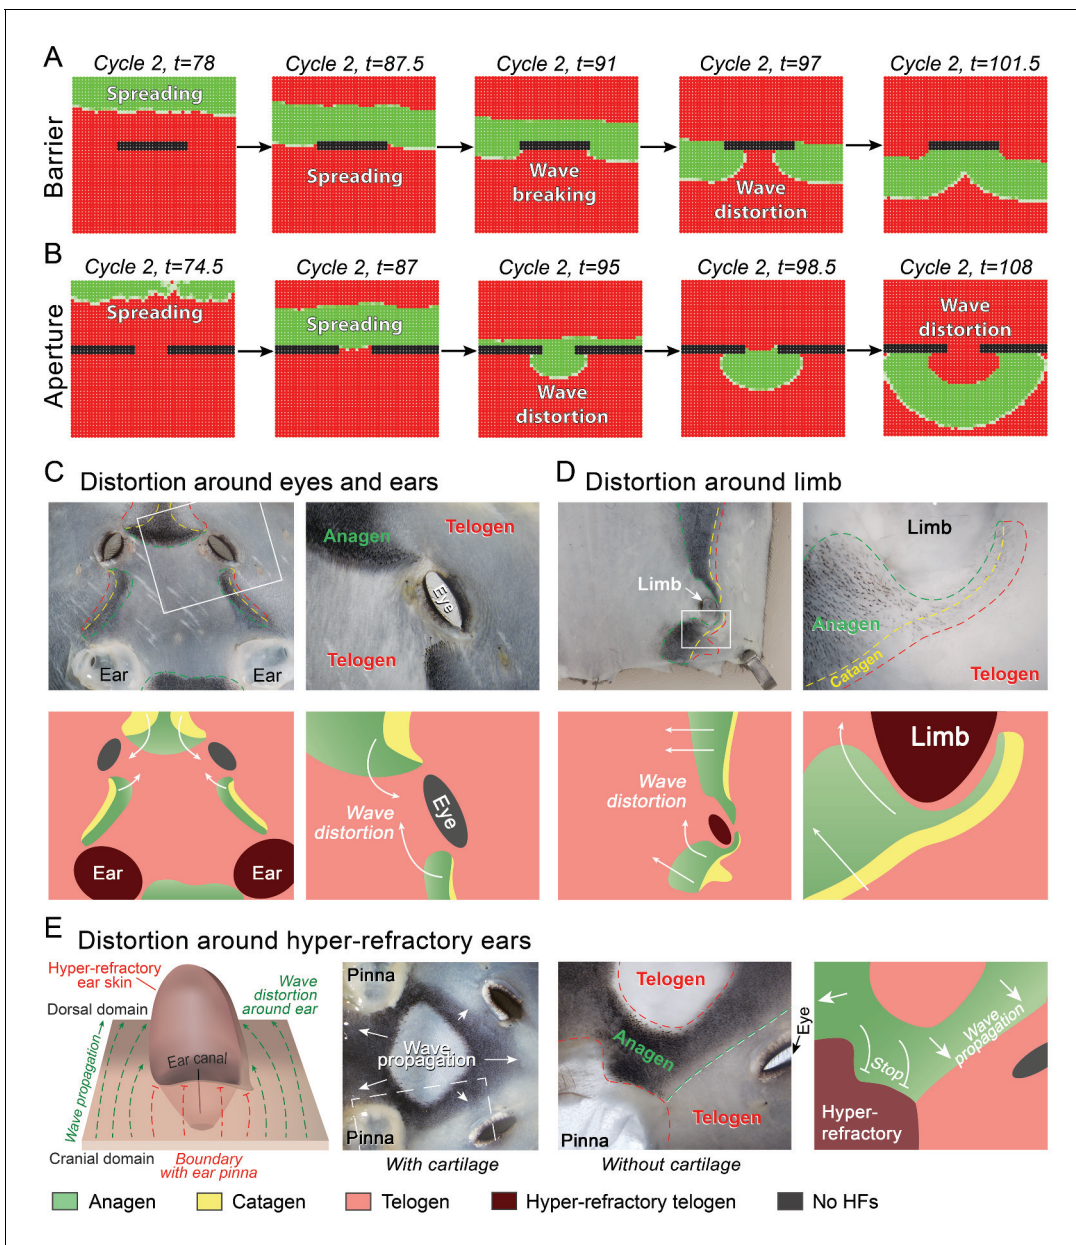 A
Cycle 2, t=78
Cycle 2, t=87.5
Cycle 2, t=91
Cycle 2, t=97
Cycle 2, t=101.5
Barrier
Spreading
Spreading
Wave
breaking
Wave
distortion
B
Cycle 2, t=74.5
Cycle 2, t=87
Cycle 2, t=95
Cycle 2, t=98.5
Cycle 2, t=108
Aperture
Spreading
Spreading
Wave
distortion
Wave
distortion
C
Distortion around eyes and ears
Ear
Ear
Anagen
Telogen
Eye
Telogen
Ear
Ear
Wave
distortion
Eye
D
Distortion around limb
Limb
Limb
Anagen
Catagen
Telogen
Wave
distortion
Limb
E
Distortion around hyper-refractory ears
Hyper-refractory
ear skin
Dorsal domain
Wave
distortion
around ear
Wave propagation
Ear canal
Cranial domain
Boundary
with ear pinna
Pinna
Wave
propagation
Pinna
With cartilage
Telogen
Anagen
Eye
Telogen
Pinna
Without cartilage
Wave
propagation
Stop
Hyper-
refractory
Anagen
Catagen
Telogen
Hyper-refractory telogen
No HFs